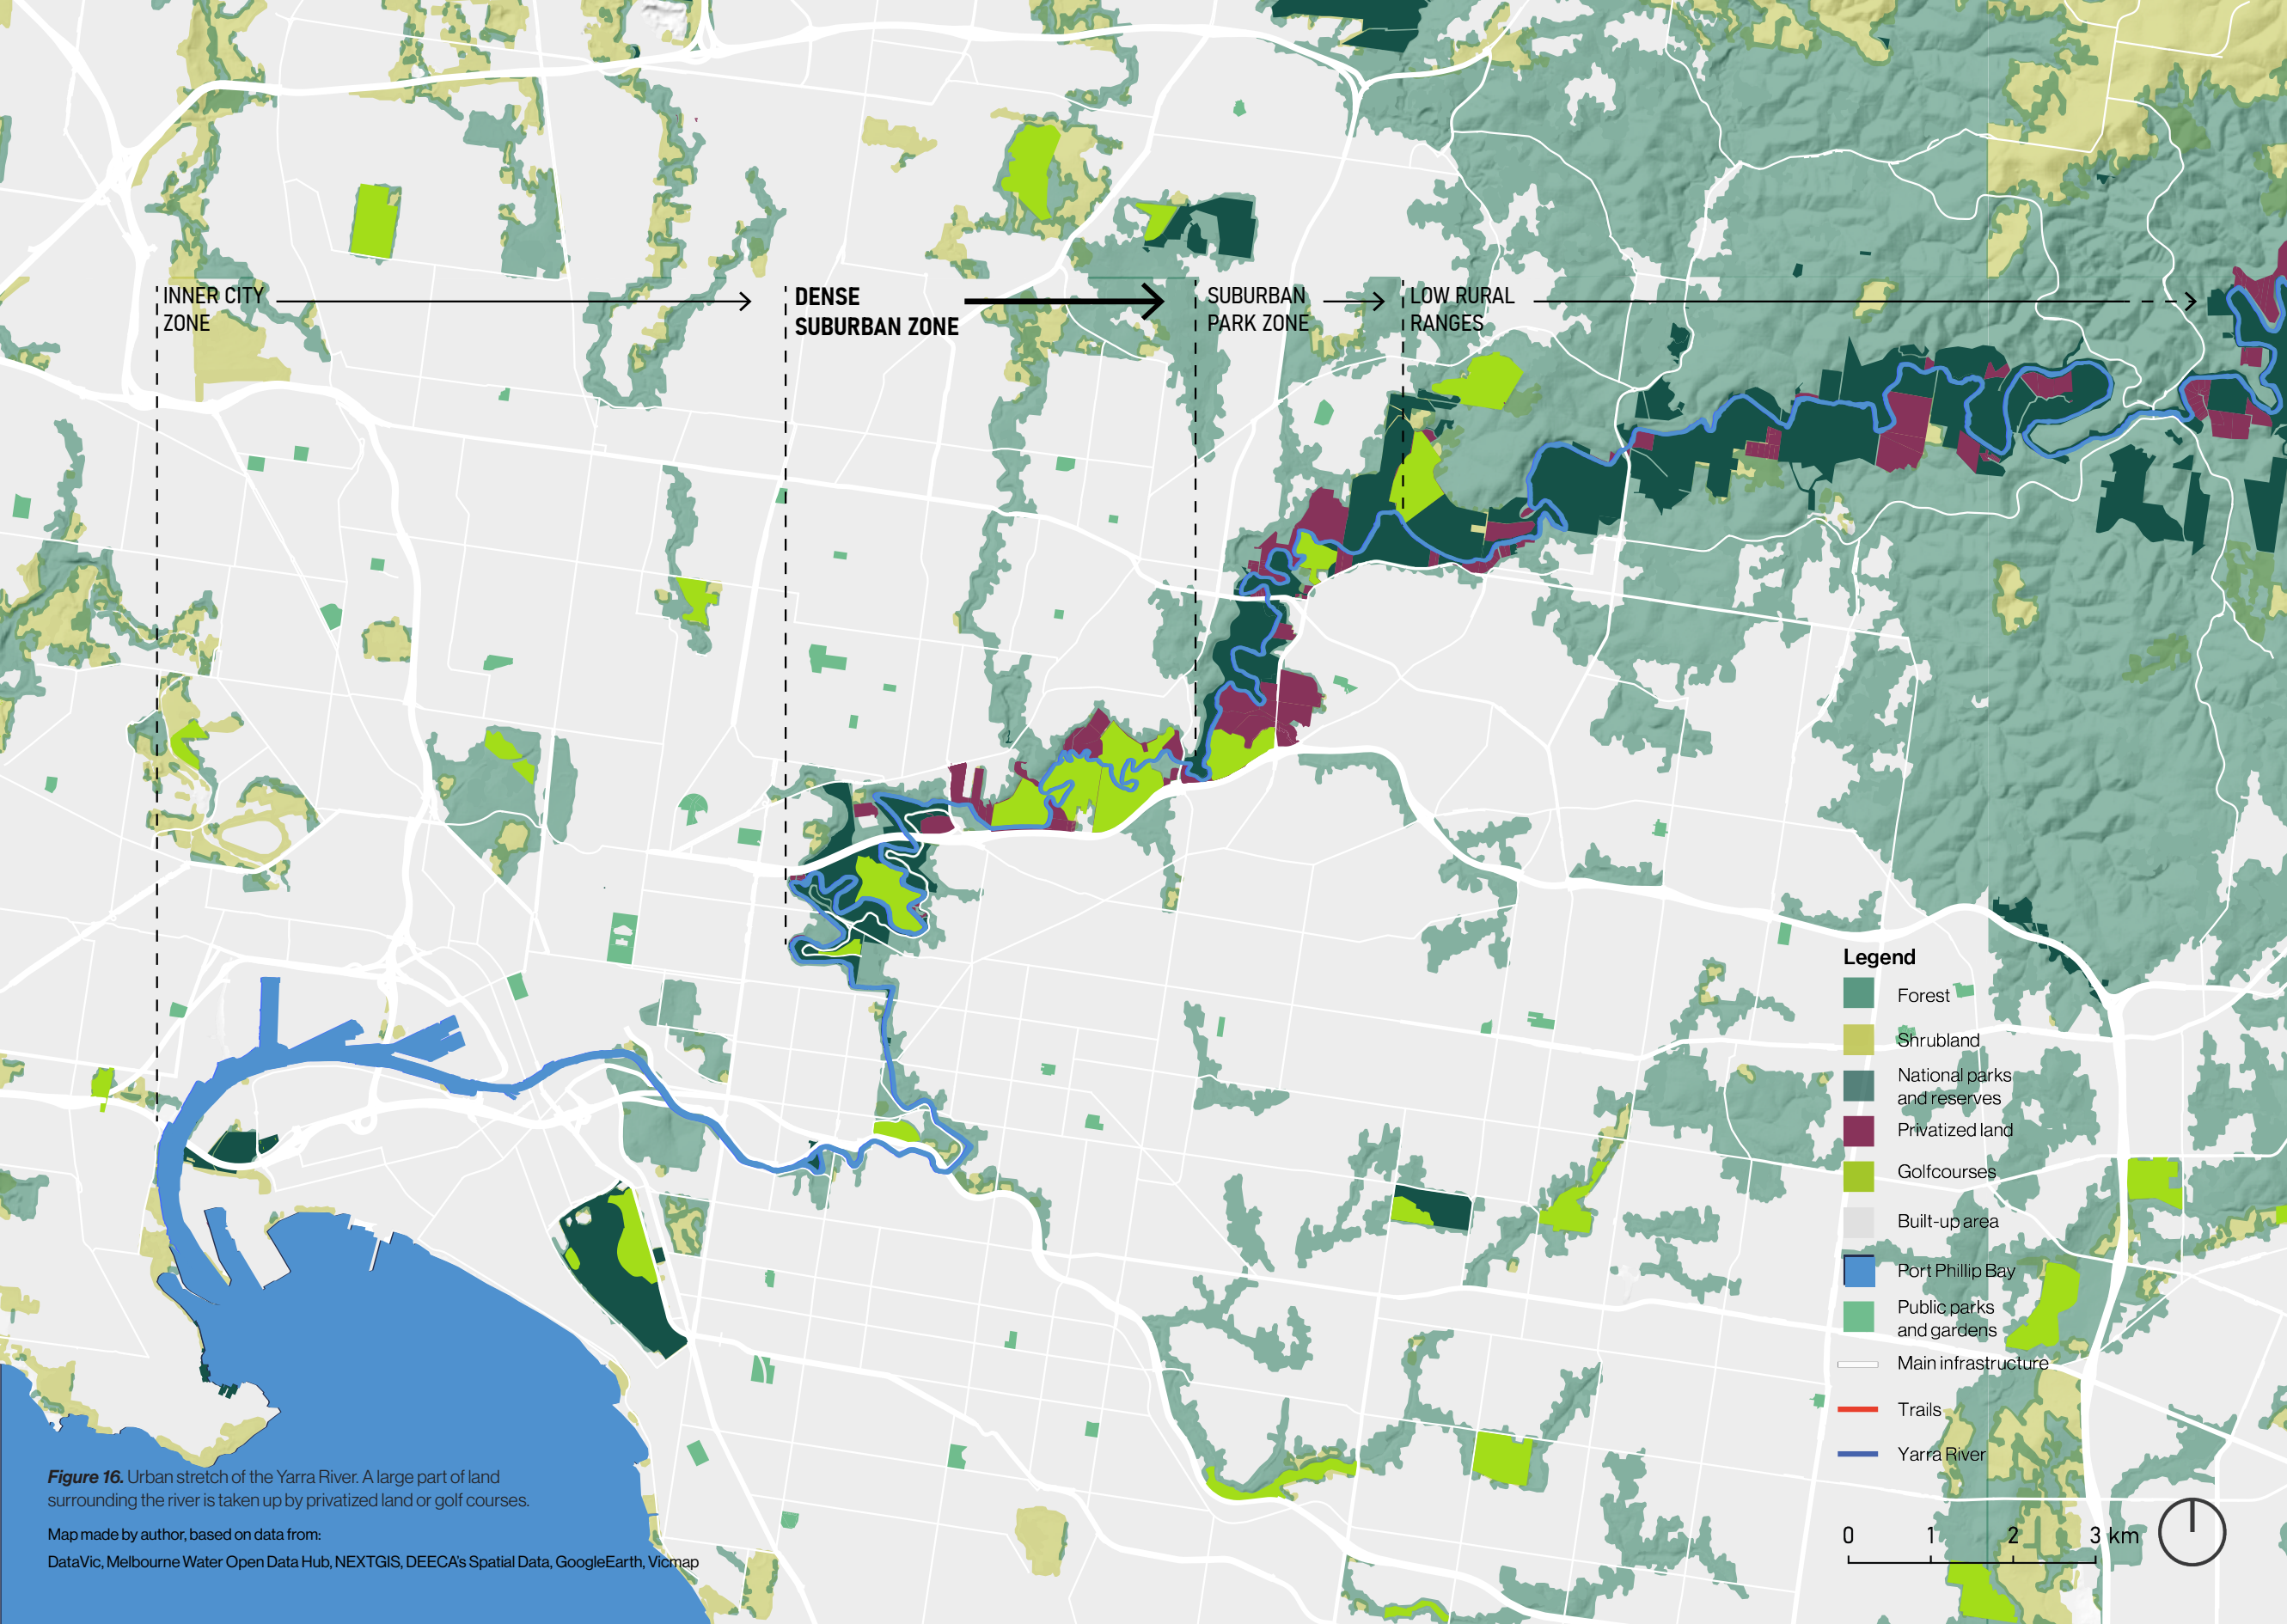 INNER CITY
ZONE
DENSE
SUBURBAN ZONE
SUBURBAN
PARK ZONE
LOW RURAL
RANGES
Legend
Forest
Shrubland
National parks
and reserves
Privatized land
Golfcourses
Built-up area
Port Phillip Bay
Public parks
and gardens
Main infrastructure
Trails
Yarra River
0 1 2 3 km
Figure 16. Urban stretch of the Yarra River. A large part of land
surrounding the river is taken up by privatized land or golf courses.
Map made by author, based on data from:
DataVic, Melbourne Water Open Data Hub, NEXTGIS, DEECA's Spatial Data, GoogleEarth, Vicmap